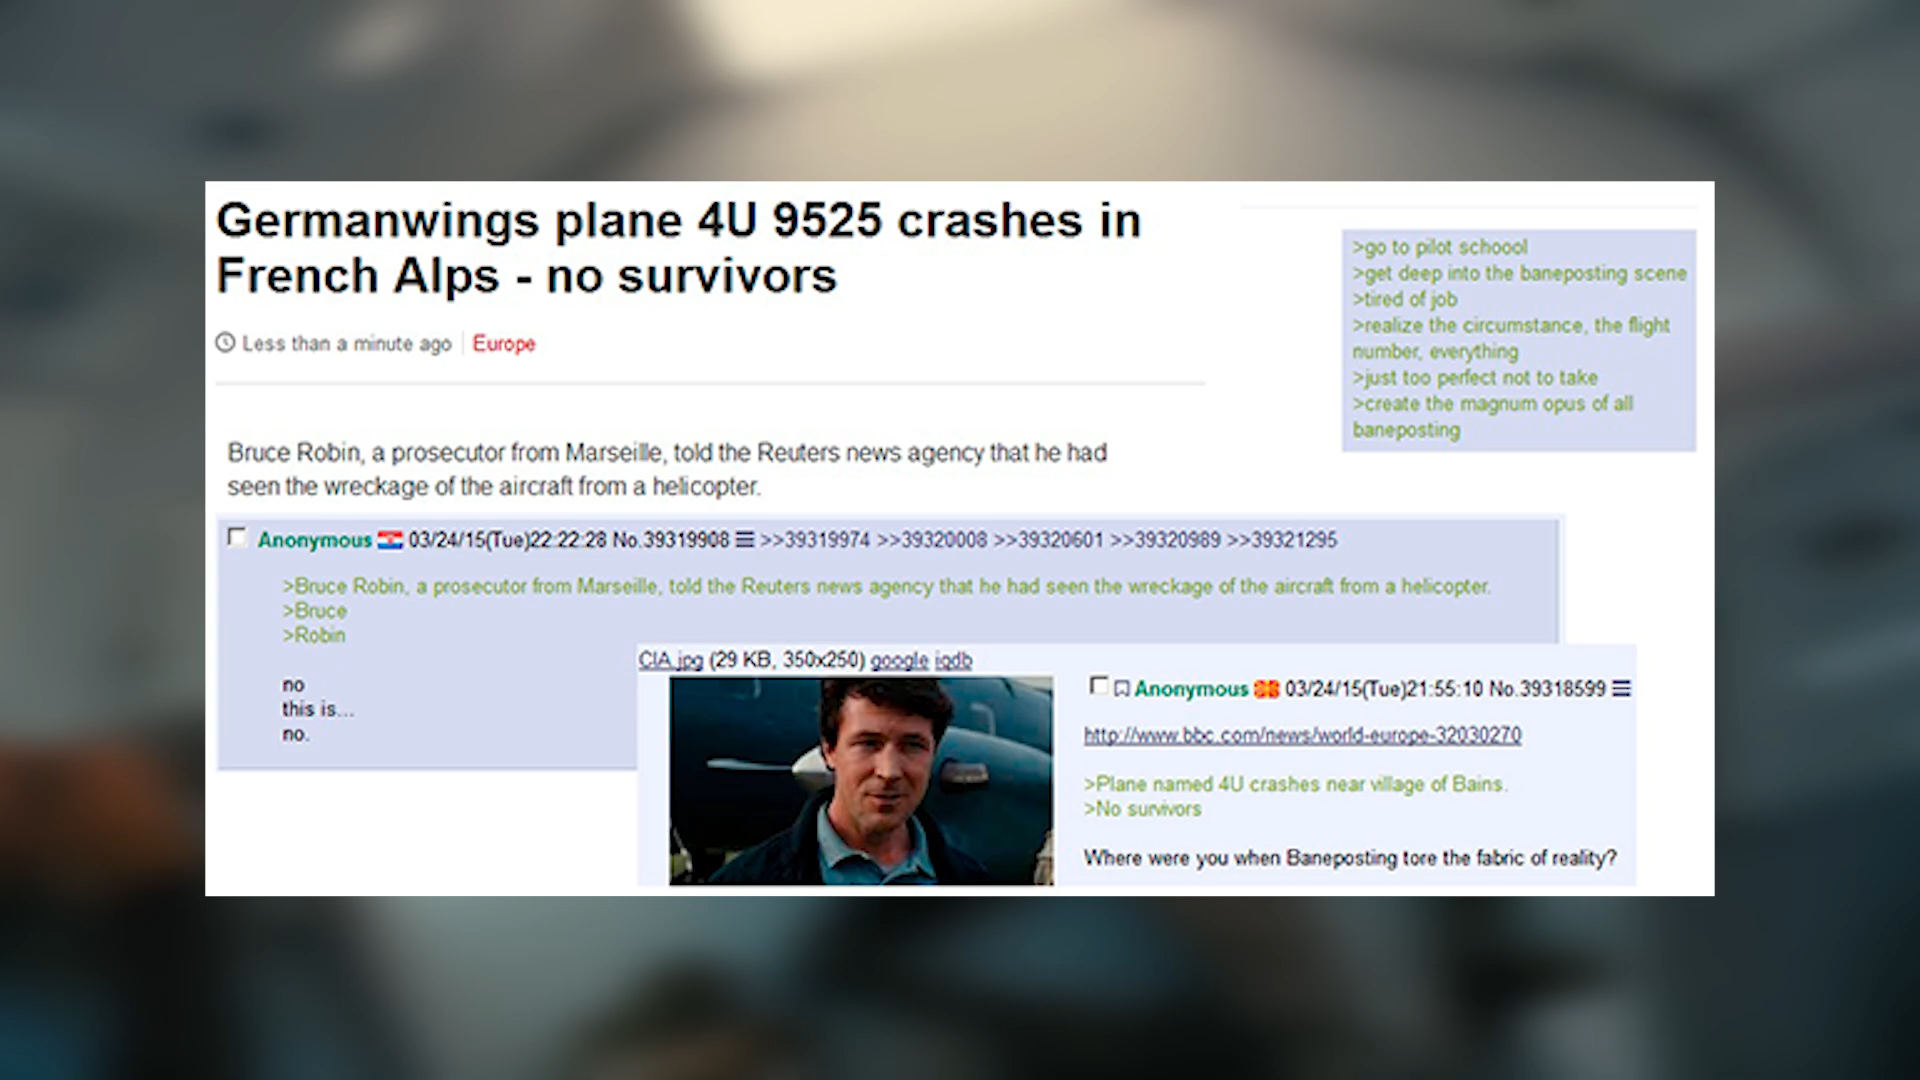 Germanwings plane 4U 9525 crashes in
French Alps - no survivors
Less than a minute ago Europe
Bruce Robin, a prosecutor from Marseille, told the Reuters news agency that he had
seen the wreckage of the aircraft from a helicopter.
>go to pilot schoool
>get deep into the baneposting scene
>tired of job
>realize the circumstance, the flight
number, everything
>just too perfect not to take
>create the magnum opus of all
baneposting
Anonymous 03/24/15(Tue)22:22:28 No.39319908 >>39319974 >>39320008 >>39320601 >>39320989 >>39321295
>Bruce Robin, a prosecutor from Marseille, told the Reuters news agency that he had seen the wreckage of the aircraft from a helicopter.
>Bruce
>Robin
no
this is...
no.
CIA.jpg (29 KB, 350x250) google iqdb
Anonymous 03/24/15(Tue)21:55:10 No.39318599
http://www.bbc.com/news/world-europe-32030270
>Plane named 4U crashes near village of Bains.
>No survivors
Where were you when Baneposting tore the fabric of reality?